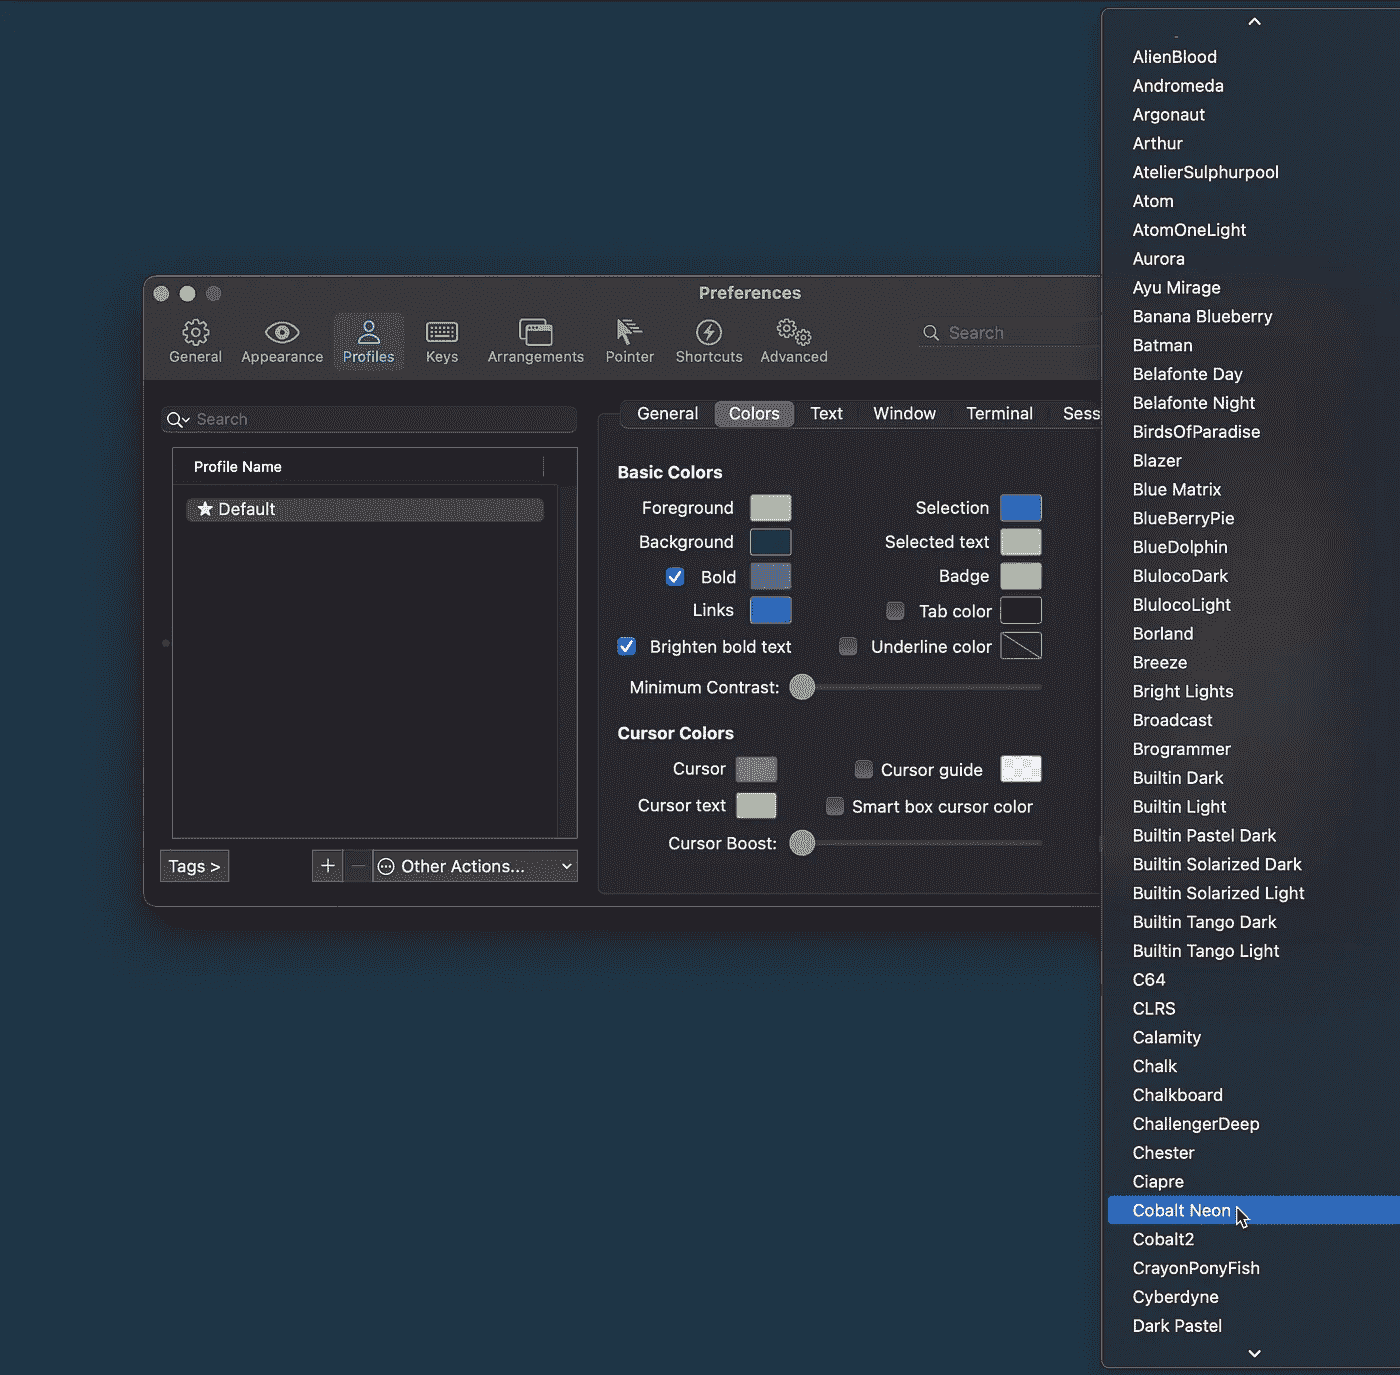 Preferences
General
Appearance
Profiles
Keys
Arrangements
Pointer
Shortcuts
Advanced
Search
Search
Profile Name
Default
Tags >
Other Actions...
General
Colors
Text
Window
Terminal
Sess
Basic Colors
Foreground
Selection
Background
Selected text
Bold
Badge
Links
Tab color
Brighten bold text
Underline color
Minimum Contrast:
Cursor Colors
Cursor
Cursor guide
Cursor text
Smart box cursor color
Cursor Boost:
AlienBlood
Andromeda
Argonaut
Arthur
AtelierSulphurpool
Atom
AtomOneLight
Aurora
Ayu Mirage
Banana Blueberry
Batman
Belafonte Day
Belafonte Night
BirdsOfParadise
Blazer
Blue Matrix
BlueBerryPie
BlueDolphin
BlulocoDark
BlulocoLight
Borland
Breeze
Bright Lights
Broadcast
Brogrammer
Builtin Dark
Builtin Light
Builtin Pastel Dark
Builtin Solarized Dark
Builtin Solarized Light
Builtin Tango Dark
Builtin Tango Light
C64
CLRS
Calamity
Chalk
Chalkboard
ChallengerDeep
Chester
Ciapre
Cobalt Neon
Cobalt2
CrayonPonyFish
Cyberdyne
Dark Pastel